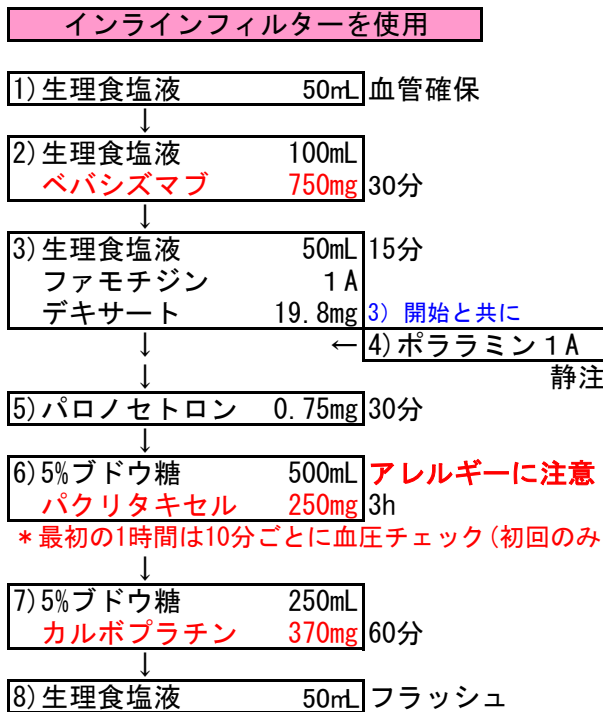 インラインフィルターを使用
1)生理食塩液 50mL 血管確保
↓
2)生理食塩液 100mL
ベバシズマブ 750mg 30分
↓
3)生理食塩液 50mL 15分
ファモチジン 1A
デキサート 19.8mg 3) 開始と共に
↓ ← 4)ポララミン1A
↓ 静注
5)パロノセトロン 0.75mg 30分
↓
6)5%ブドウ糖 500mL アレルギーに注意
パクリタキセル 250mg 3h
*最初の1時間は10分ごとに血圧チェック(初回のみ
↓
7)5%ブドウ糖 250mL
カルボプラチン 370mg 60分
↓
8)生理食塩液 50mL フラッシュ